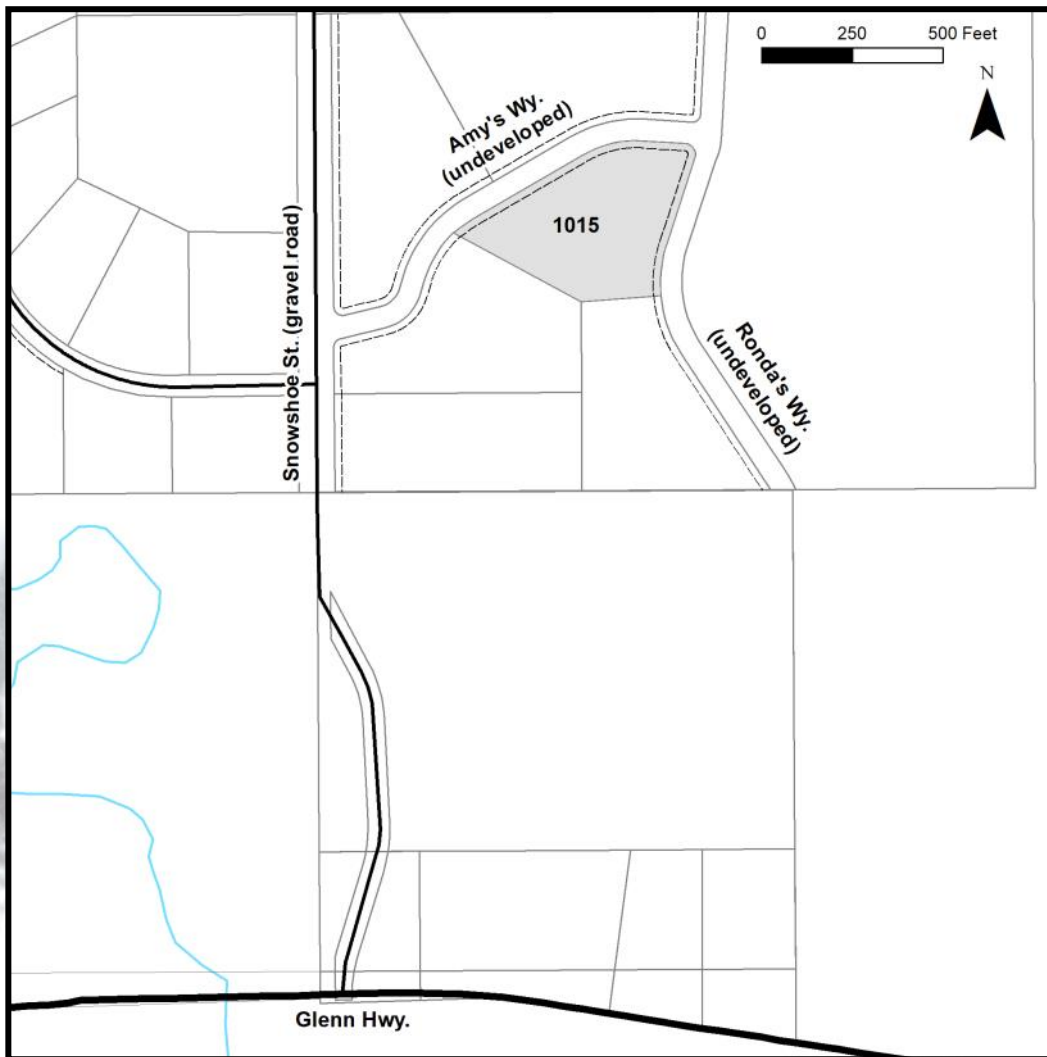 0 250 500 Feet
N
Amy's Wy.
(undeveloped)
1015
Snowshoe St. (gravel road)
Ronda's Wy.
(undeveloped)
Glenn Hwy.